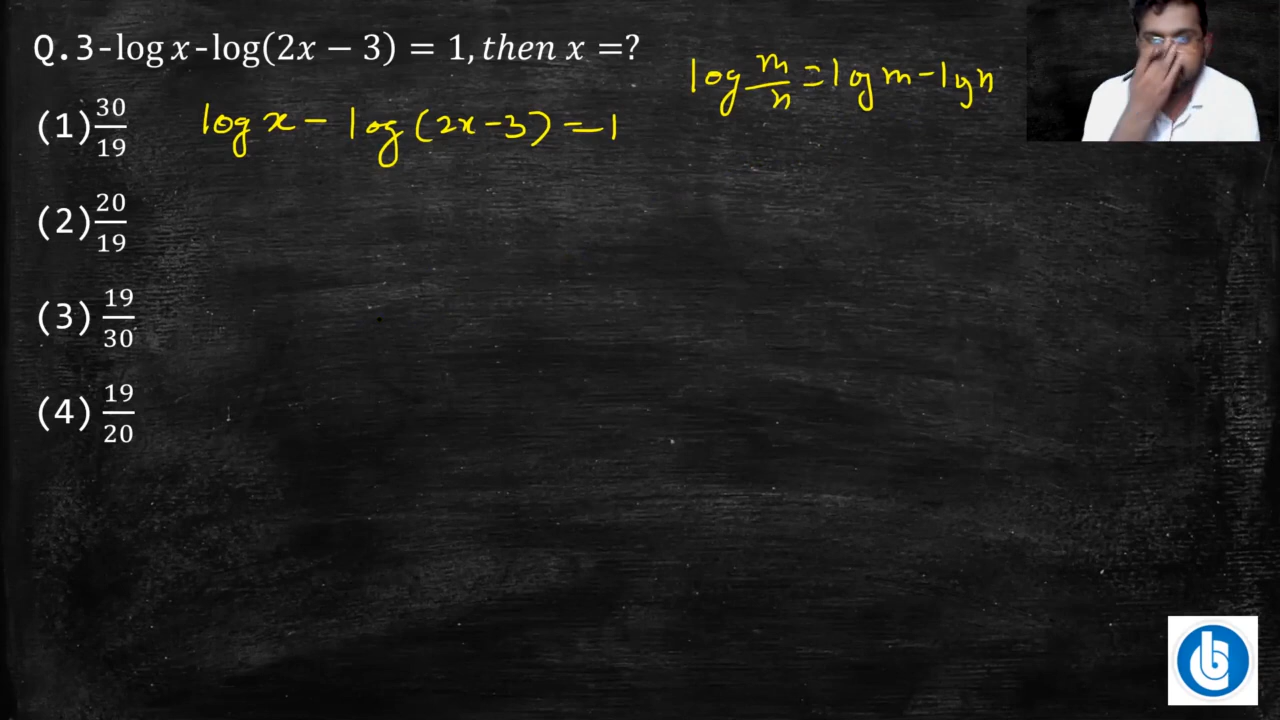 Q.3-log x-log(2x − 3) = 1, then x =?
log m/n = log m - log n
(1) 30/19
log x - log (2x-3) = 1
(2) 20/19
(3) 19/30
(4) 19/20